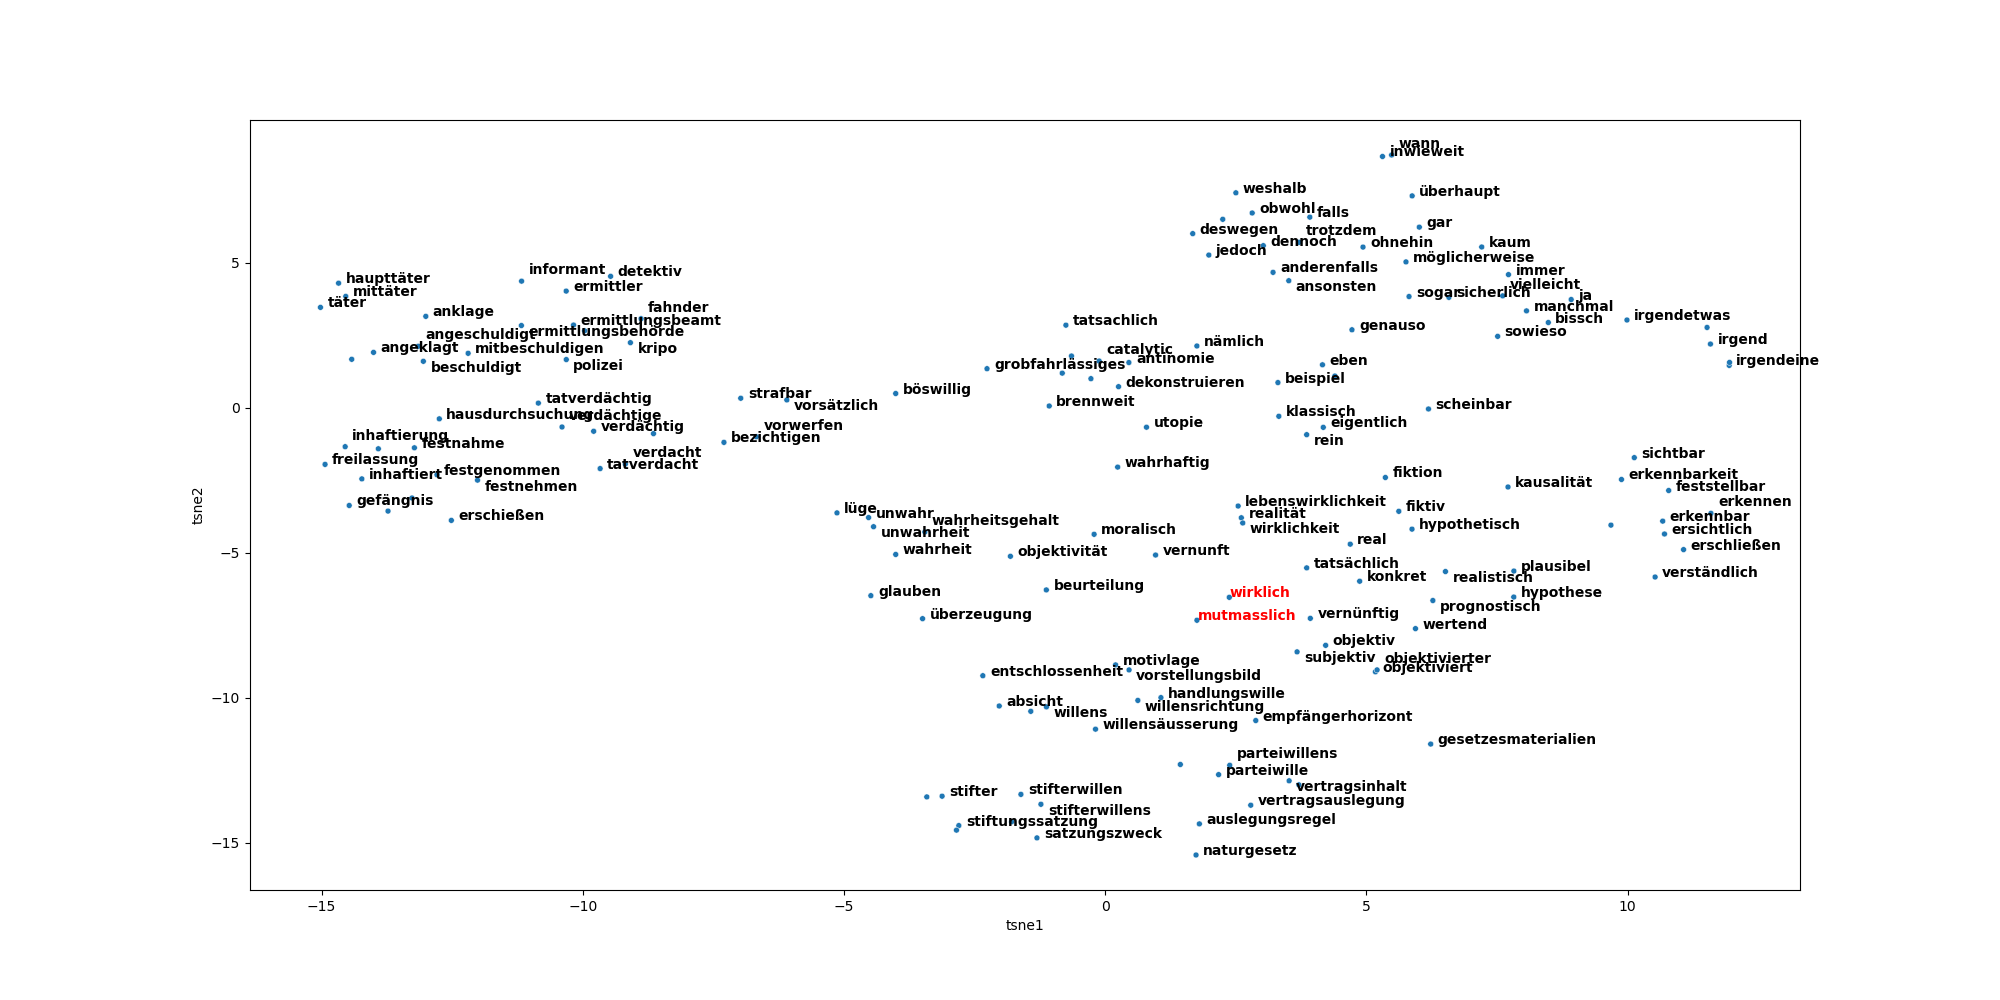 wann
inwieweit
weshalb
überhaupt
obwohl
falls
gar
deswegen
trotzdem
dennoch
ohnehin
kaum
jedoch
möglicherweise
anderenfalls
immer
ansonsten
vielleicht
sogar
sicherlich
ja
manchmal
bissch
irgendetwas
genauso
sowieso
irgend
irgendeine
informant
detektiv
haupttäter
ermittler
mittäter
täter
fahnder
anklage
ermittlungsbeamt
angeschuldigt
ermittlungsbehörde
angeklagt
mitbeschuldigen
kripo
beschuldigt
polizei
tatsachlich
nämlich
catalytic
antinomie
grobfahrlässiges
eben
dekonstruieren
beispiel
strafbar
böswillig
vorsätzlich
brennweit
scheinbar
tatverdächtig
hausdurchsuchung
verdächtige
verdächtig
klassisch
utopie
eigentlich
vorwerfen
bezichtigen
rein
inhaftierung
festnahme
verdacht
sichtbar
freilassung
tatverdacht
wahrhaftig
inhaftiert
festgenommen
fiktion
erkennbarkeit
festnehmen
kausalität
feststellbar
gefängnis
lebenswirklichkeit
fiktiv
erkennen
erschießen
lüge
unwahr
wahrheitsgehalt
realität
erkennbar
unwahrheit
moralisch
wirklichkeit
hypothetisch
ersichtlich
wahrheit
objektivität
vernunft
real
erschließen
tatsächlich
plausibel
verständlich
konkret
realistisch
glauben
beurteilung
wirklich
hypothese
prognostisch
überzeugung
mutmasslich
vernünftig
wertend
objektiv
subjektiv
objektivierter
objektiviert
motivlage
entschlossenheit
vorstellungsbild
handlungswille
absicht
willensrichtung
willens
empfängerhorizont
willensäusserung
gesetzesmaterialien
parteiwillens
parteiwille
vertragsinhalt
stifter
stifterwillen
vertragsauslegung
stifterwillens
stiftungssatzung
auslegungsregel
satzungszweck
naturgesetz
5
0
−5
−10
−15
tsne2
−15
−10
−5
0
5
10
tsne1